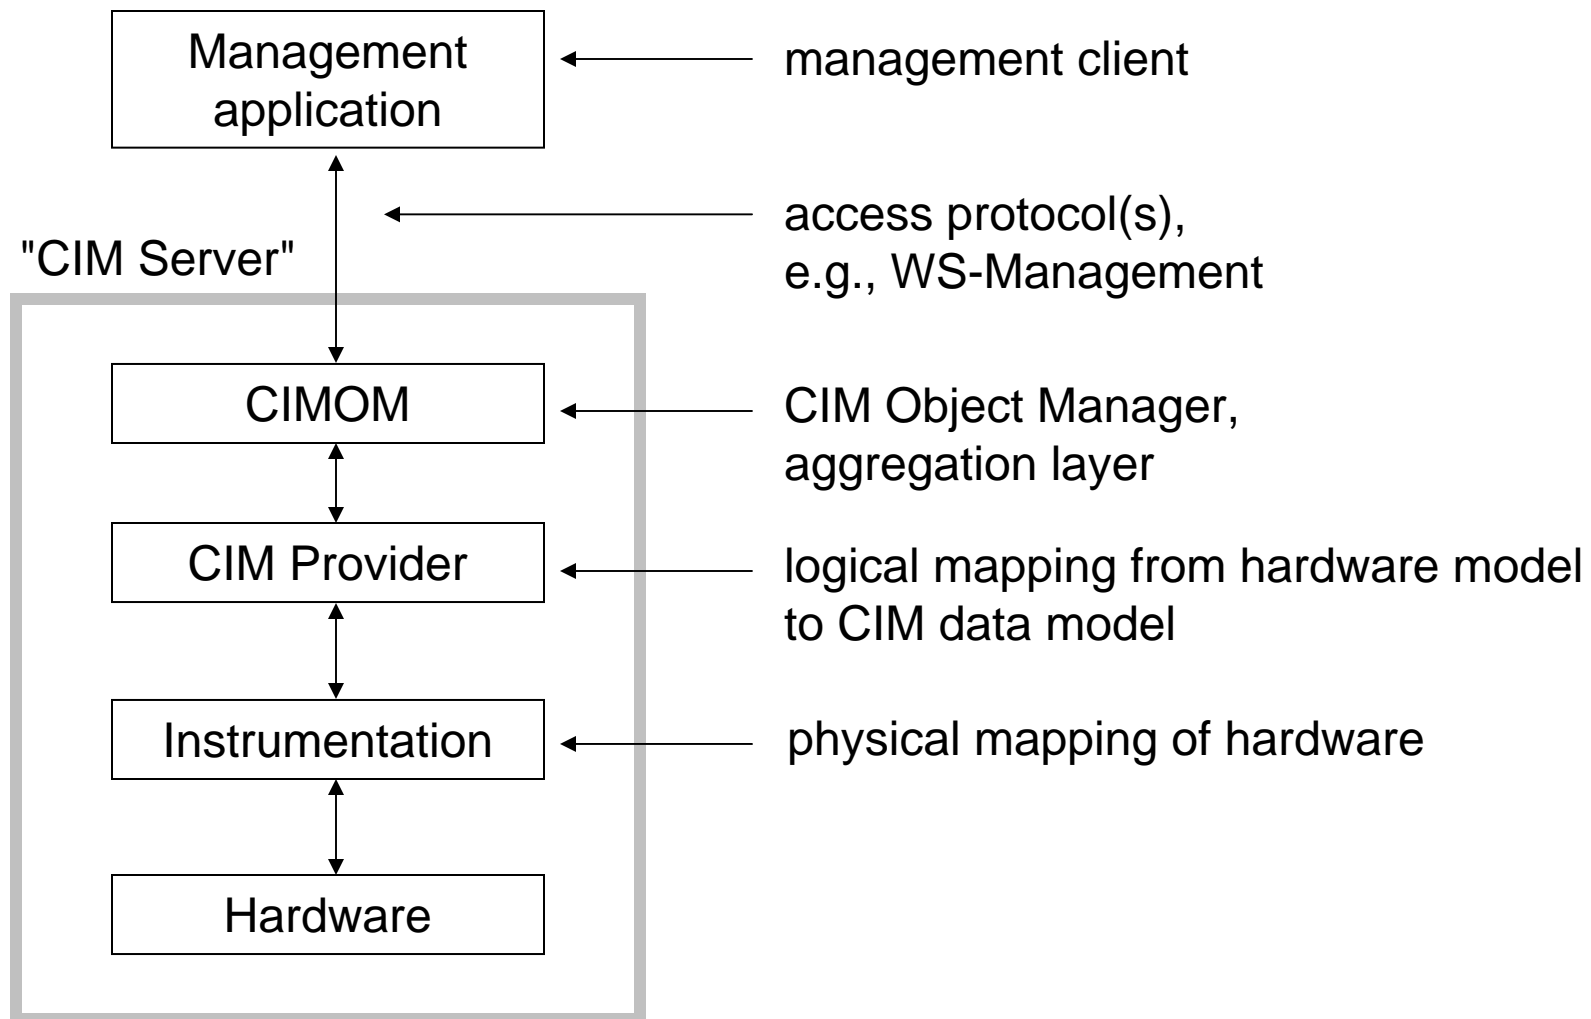 Management
application
management client
access protocol(s),
e.g., WS-Management
"CIM Server"
CIMOM
CIM Object Manager,
aggregation layer
CIM Provider
logical mapping from hardware model
to CIM data model
Instrumentation
physical mapping of hardware
Hardware